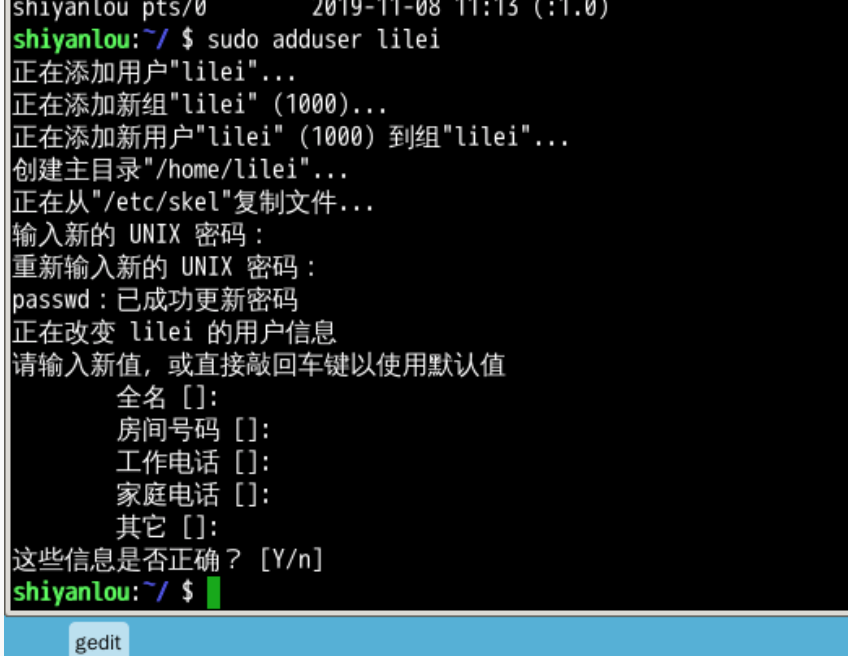 shiyanlou pts/0        2019-11-08 11:13 (:1.0)
shiyanlou:~/ $ sudo adduser lilei
正在添加用户"lilei"...
正在添加新组"lilei" (1000)...
正在添加新用户"lilei" (1000) 到组"lilei"...
创建主目录"/home/lilei"...
正在从"/etc/skel"复制文件...
输入新的 UNIX 密码：
重新输入新的 UNIX 密码：
passwd：已成功更新密码
正在改变 lilei 的用户信息
请输入新值，或直接敲回车键以使用默认值
全名 []:
房间号码 []:
工作电话 []:
家庭电话 []:
其它 []:
这些信息是否正确？ [Y/n]
shiyanlou:~/ $
gedit